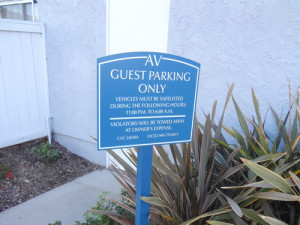 AV
GUEST PARKING
ONLY
VEHICLES MUST BE SAFELISTED
DURING THE FOLLOWING HOURS:
11:00 P.M. TO 6:00 A.M.
VIOLATORS WILL BE TOWED AWAY
AT OWNER'S EXPENSE